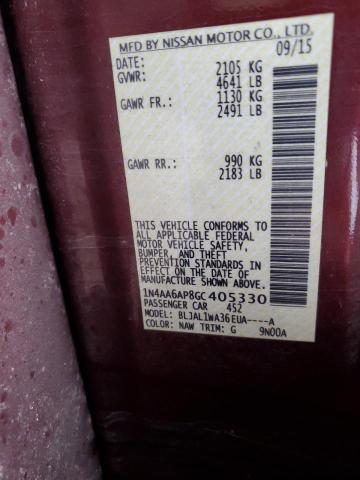 MFD BY NISSAN MOTOR CO., LTD.
DATE: 09/15
GVWR: 2105 KG
4641 LB
GAWR FR.: 1130 KG
2491 LB
GAWR RR.: 990 KG
2183 LB
THIS VEHICLE CONFORMS TO
ALL APPLICABLE FEDERAL
MOTOR VEHICLE SAFETY,
BUMPER, AND THEFT
PREVENTION STANDARDS IN
EFFECT ON THE DATE OF
MANUFACTURE SHOWN ABOVE.
1N4AA6AP8GC405330
PASSENGER CAR 4S2
MODEL: BLJAL1WA36EUA----A
COLOR: NAW TRIM: G 9N00A